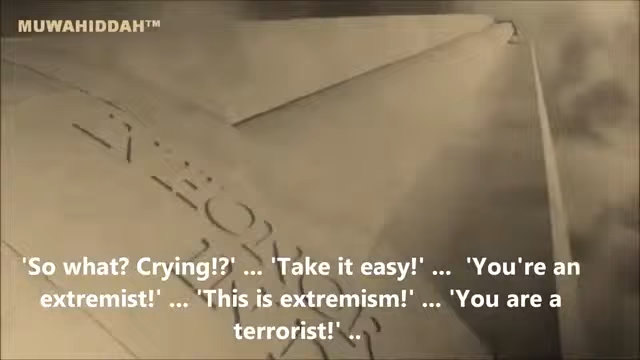 MUWAHIDDAH™
'So what? Crying!?' ... 'Take it easy!' ... 'You're an
extremist!' ... 'This is extremism!' ... 'You are a
terrorist!' ..